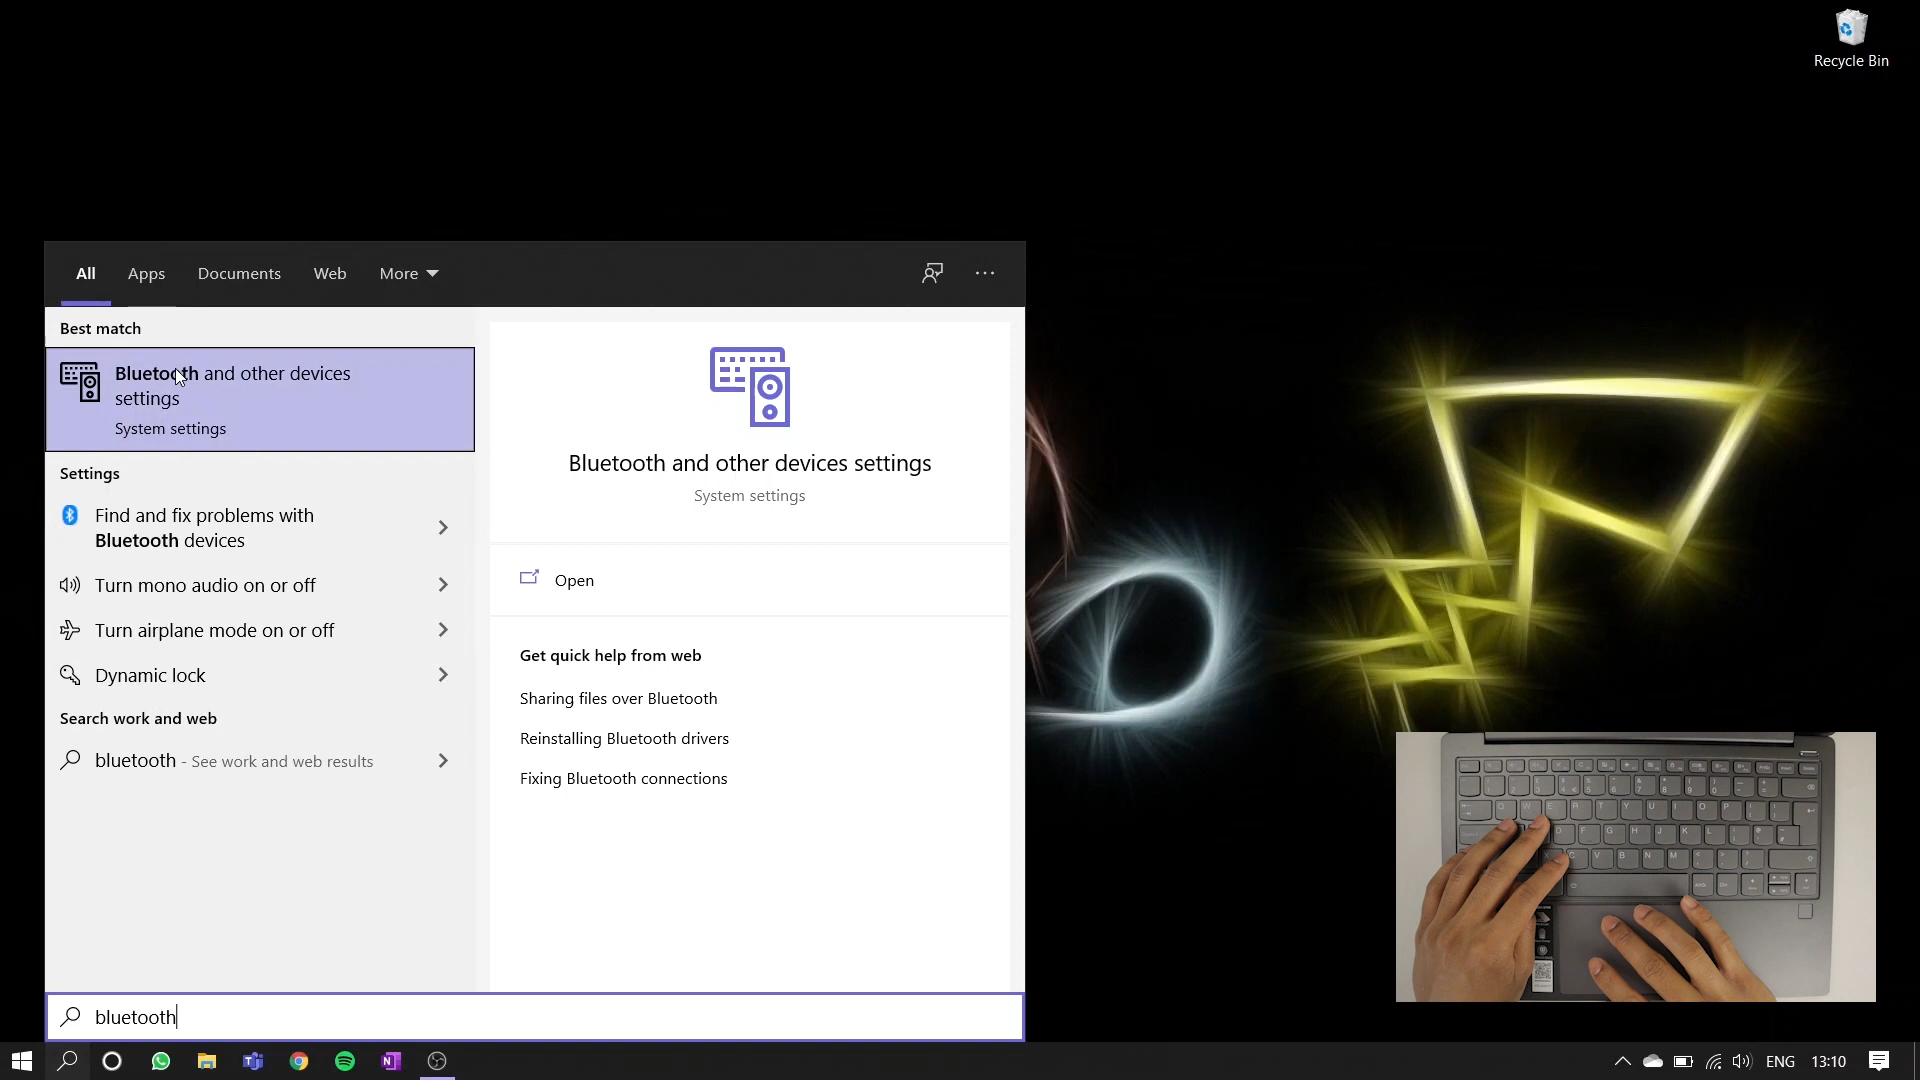 Recycle Bin
All Apps Documents Web More
Best match
Bluetooth and other devices
settings
System settings
Settings
Find and fix problems with
Bluetooth devices
Turn mono audio on or off
Turn airplane mode on or off
Dynamic lock
Search work and web
bluetooth - See work and web results
Bluetooth and other devices settings
System settings
Open
Get quick help from web
Sharing files over Bluetooth
Reinstalling Bluetooth drivers
Fixing Bluetooth connections
bluetooth
ENG 13:10